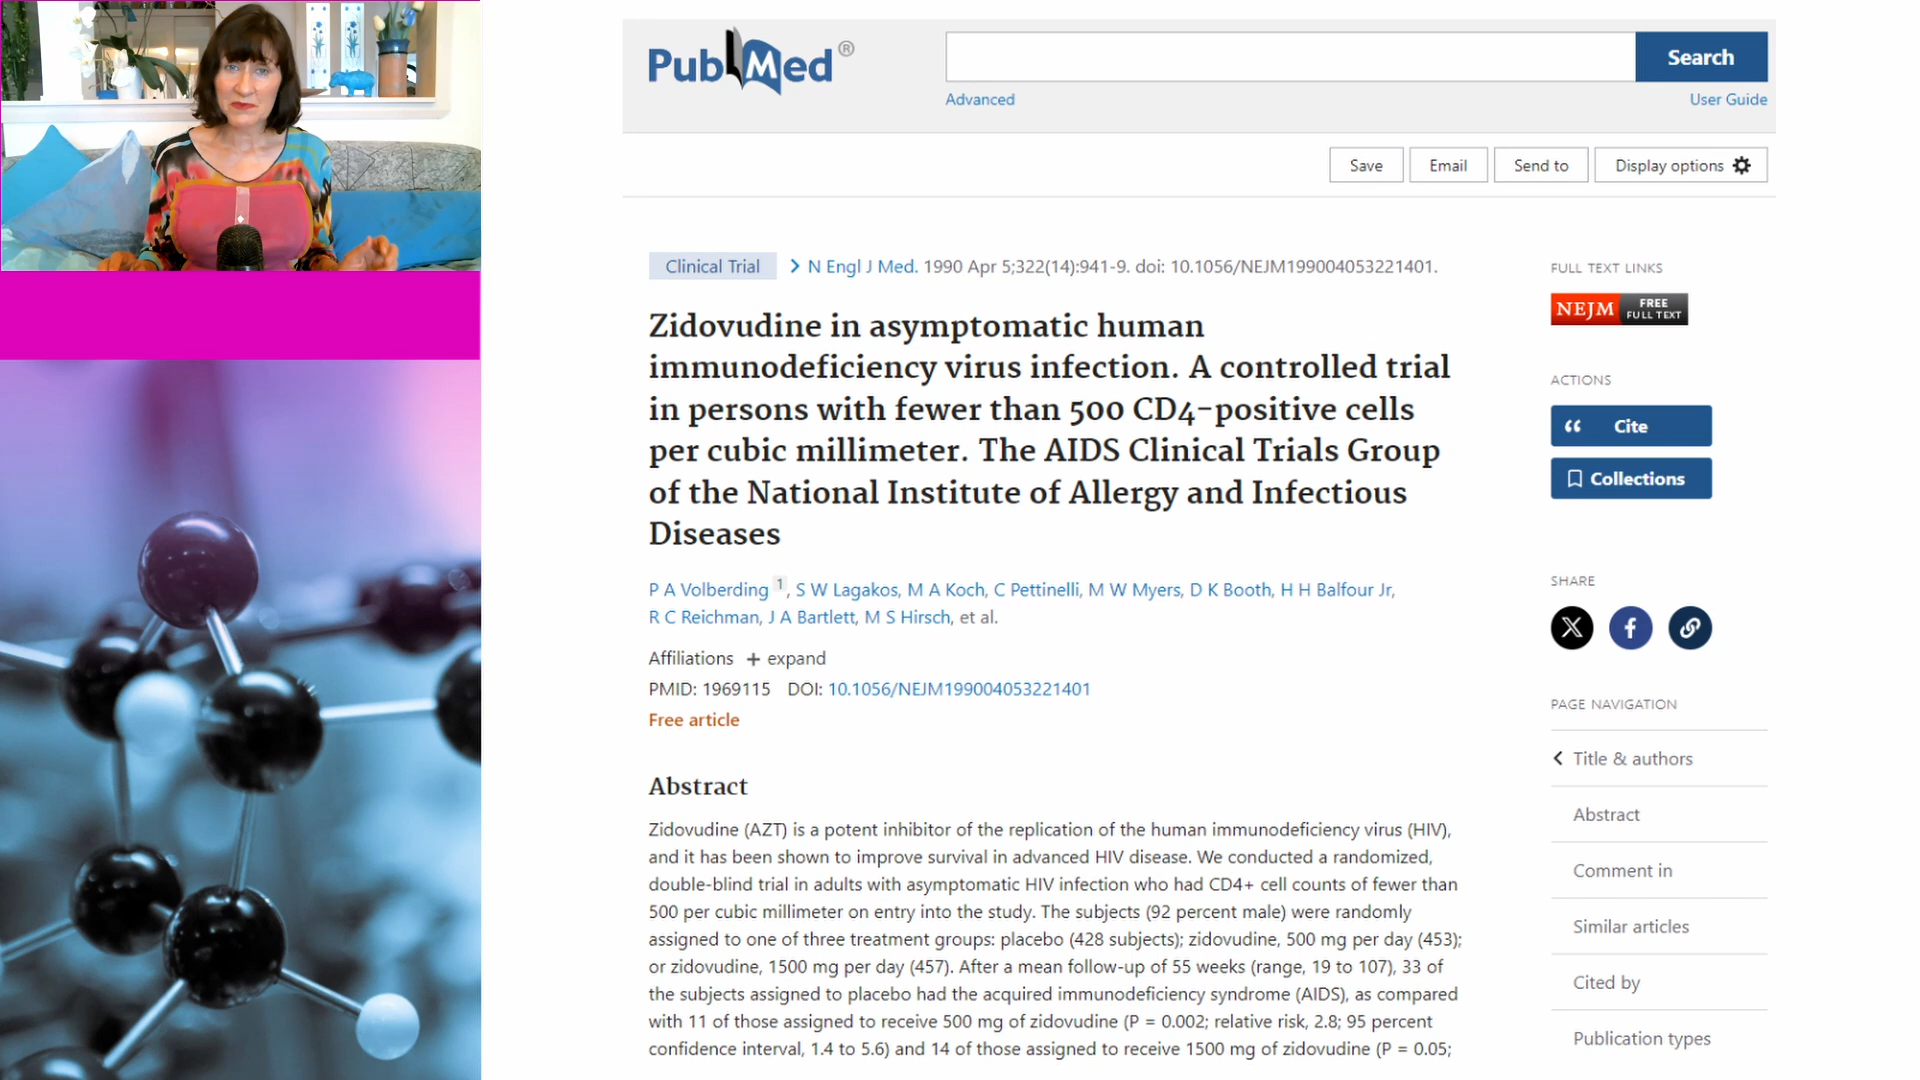 PubMed®
Search
Advanced
User Guide
Save
Email
Send to
Display options
Clinical Trial
N Engl J Med. 1990 Apr 5;322(14):941-9. doi: 10.1056/NEJM199004053221401.
Zidovudine in asymptomatic human
immunodeficiency virus infection. A controlled trial
in persons with fewer than 500 CD4-positive cells
per cubic millimeter. The AIDS Clinical Trials Group
of the National Institute of Allergy and Infectious
Diseases
P A Volberding 1, S W Lagakos, M A Koch, C Pettinelli, M W Myers, D K Booth, H H Balfour Jr,
R C Reichman, J A Bartlett, M S Hirsch, et al.
Affiliations + expand
PMID: 1969115 DOI: 10.1056/NEJM199004053221401
Free article
Abstract
Zidovudine (AZT) is a potent inhibitor of the replication of the human immunodeficiency virus (HIV),
and it has been shown to improve survival in advanced HIV disease. We conducted a randomized,
double-blind trial in adults with asymptomatic HIV infection who had CD4+ cell counts of fewer than
500 per cubic millimeter on entry into the study. The subjects (92 percent male) were randomly
assigned to one of three treatment groups: placebo (428 subjects); zidovudine, 500 mg per day (453);
or zidovudine, 1500 mg per day (457). After a mean follow-up of 55 weeks (range, 19 to 107), 33 of
the subjects assigned to placebo had the acquired immunodeficiency syndrome (AIDS), as compared
with 11 of those assigned to receive 500 mg of zidovudine (P = 0.002; relative risk, 2.8; 95 percent
confidence interval, 1.4 to 5.6) and 14 of those assigned to receive 1500 mg of zidovudine (P = 0.05;
FULL TEXT LINKS
NEJM FREE
FULL TEXT
ACTIONS
Cite
Collections
SHARE
PAGE NAVIGATION
Title & authors
Abstract
Comment in
Similar articles
Cited by
Publication types